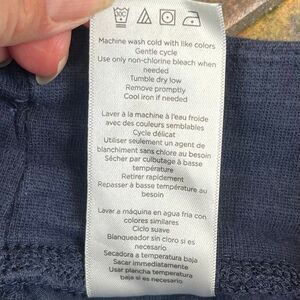 Machine wash cold with like colors
Gentle cycle
Use only non-chlorine bleach when
needed
Tumble dry low
Remove promptly
Cool iron if needed
Laver à la machine à l'eau froide
avec des couleurs semblables
Cycle délicat
Utiliser seulement un agent de
blanchiment sans chlore au besoin
Sécher par culbutage à basse
température
Retirer rapidement
Repasser à basse température au
besoin
Lavar a máquina en agua fria con
colores similares
Ciclo suave
Blanqueador sin cloro si es necesario
Secadora a temperatura baja
Sacar immediatamente
Usar plancha temperatura
baja si es necesario